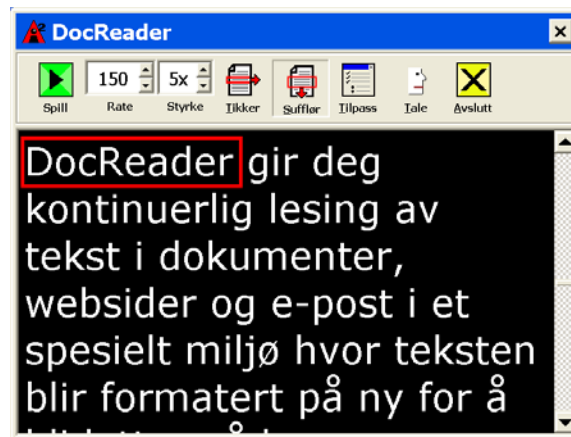 DocReader
150 5x
Spill Rate Styrke Tikker Sufflør Tilpass Tale Avslutt
DocReader gir deg
kontinuerlig lesing av
tekst i dokumenter,
websider og e-post i et
spesielt miljø hvor teksten
blir formatert på ny for å